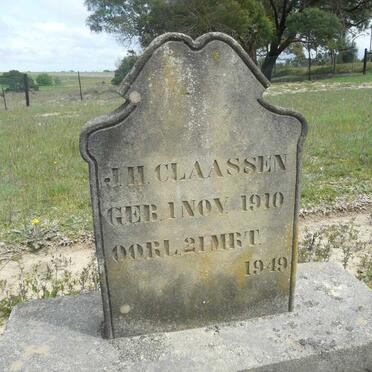 J.H. CLAASSEN
GEB. 1 NOV. 1910
OORL. 21 MRT.
1949